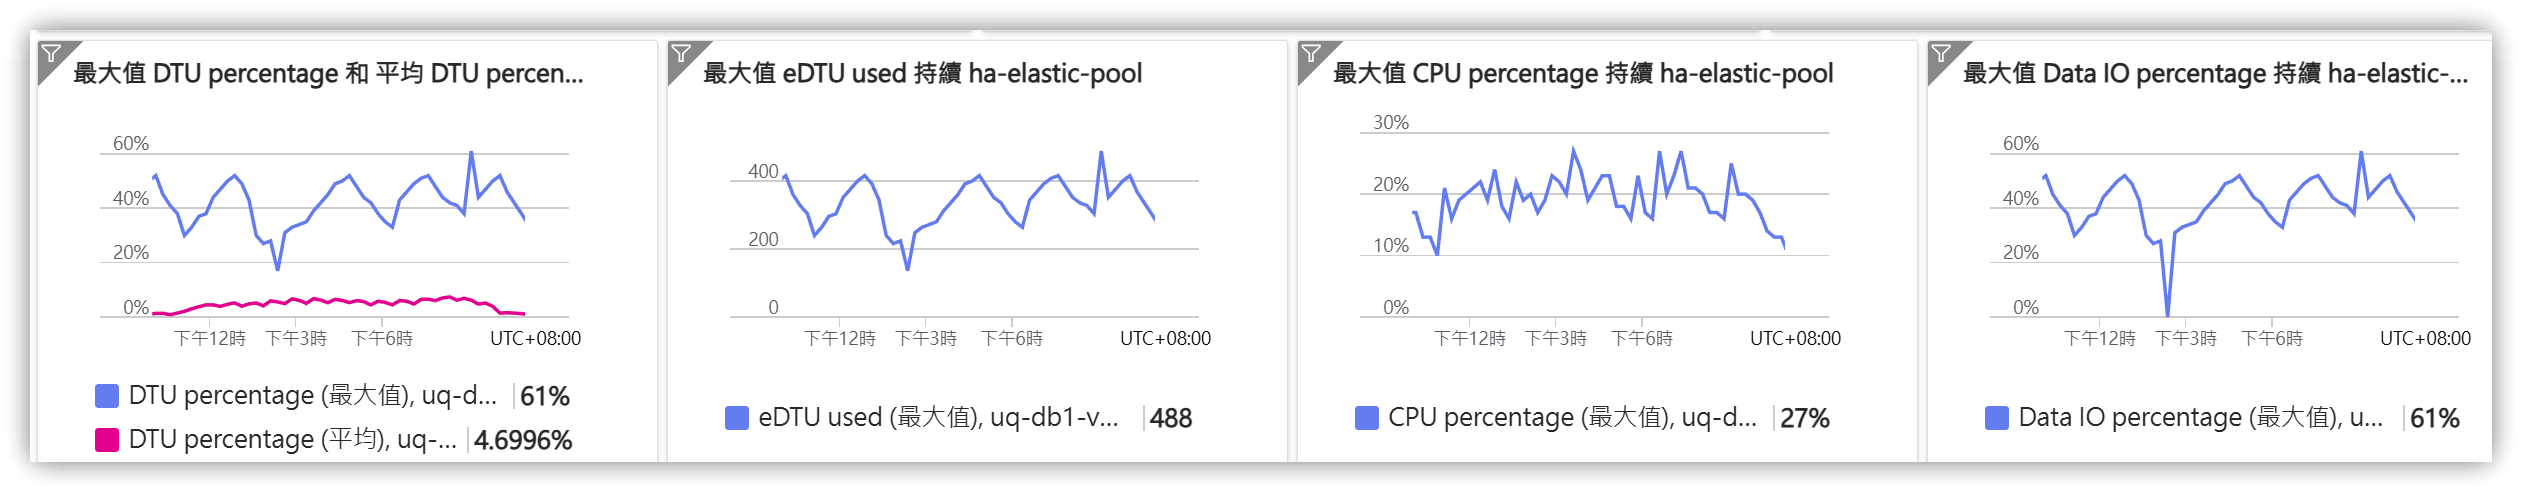 最大值 DTU percentage 和 平均 DTU percen...
60%
40%
20%
0%
下午12時 下午3時 下午6時 UTC+08:00
DTU percentage (最大值), uq-d... 61%
DTU percentage (平均), uq-... 4.6996%
最大值 eDTU used 持續 ha-elastic-pool
400
200
0
下午12時 下午3時 下午6時 UTC+08:00
eDTU used (最大值), uq-db1-v... 488
最大值 CPU percentage 持續 ha-elastic-pool
30%
20%
10%
0%
下午12時 下午3時 下午6時 UTC+08:00
CPU percentage (最大值), uq-d... 27%
最大值 Data IO percentage 持續 ha-elastic-...
60%
40%
20%
0%
下午12時 下午3時 下午6時 UTC+08:00
Data IO percentage (最大值), u... 61%